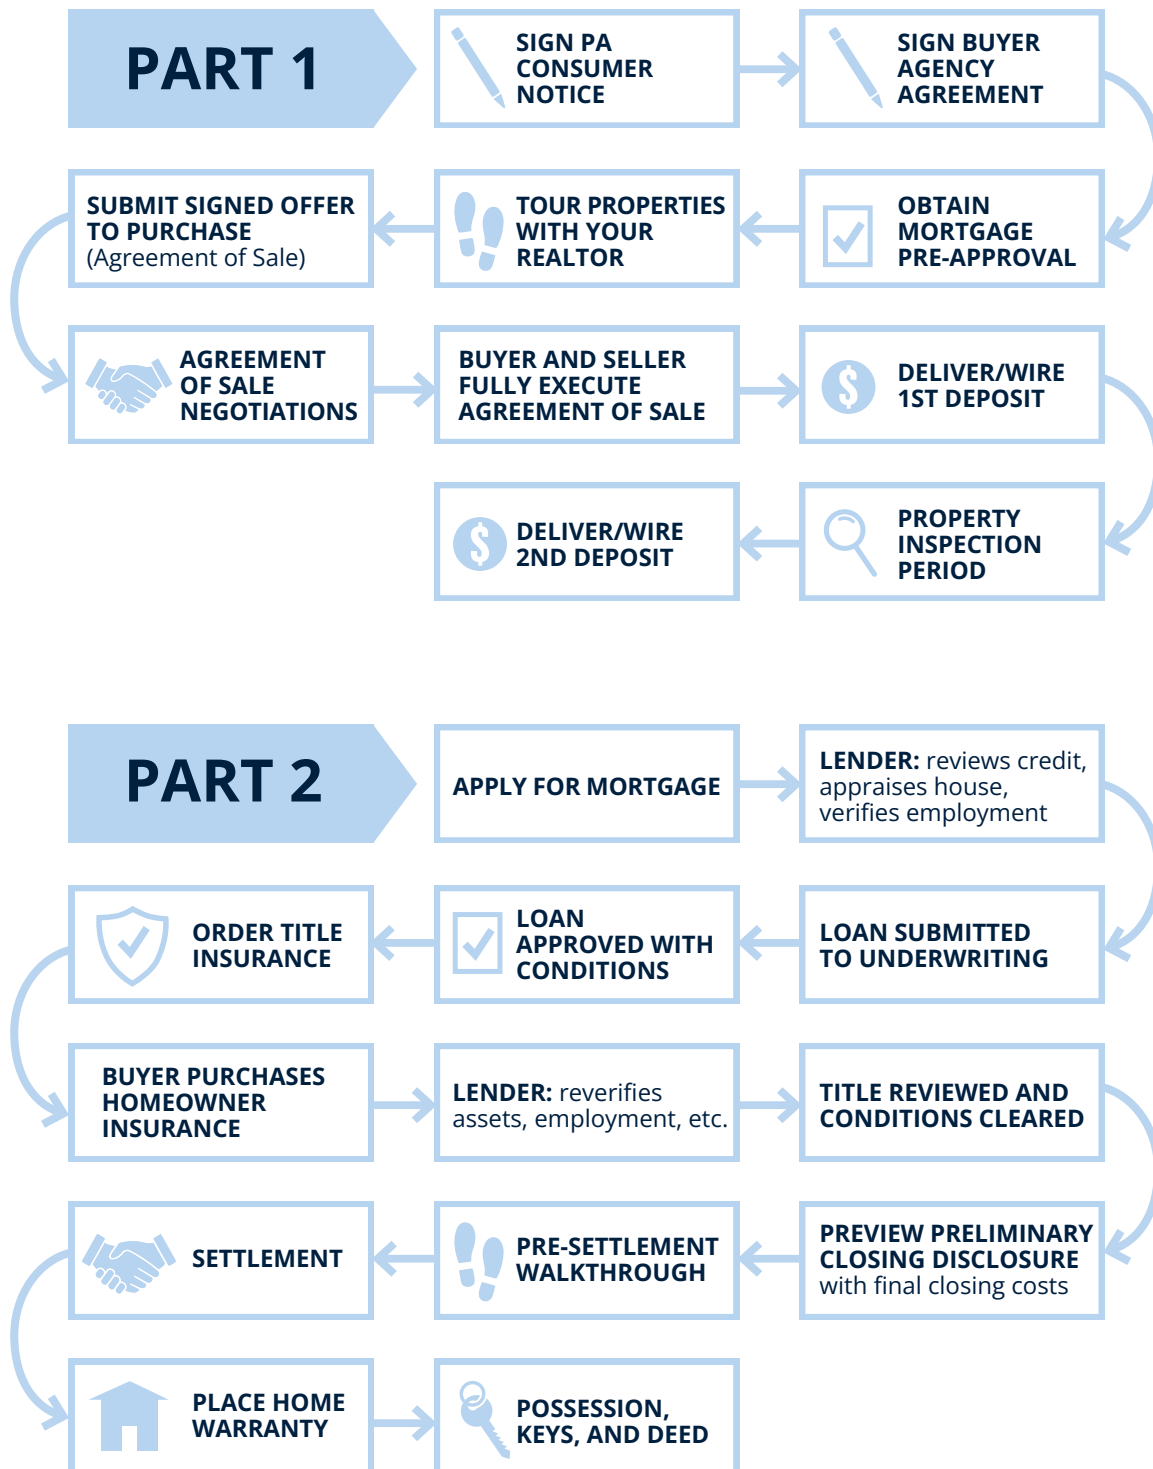 PART 1
SIGN PA
CONSUMER
NOTICE
SIGN BUYER
AGENCY
AGREEMENT
OBTAIN
MORTGAGE
PRE-APPROVAL
TOUR PROPERTIES
WITH YOUR
REALTOR
SUBMIT SIGNED OFFER
TO PURCHASE
(Agreement of Sale)
AGREEMENT
OF SALE
NEGOTIATIONS
BUYER AND SELLER
FULLY EXECUTE
AGREEMENT OF SALE
DELIVER/WIRE
1ST DEPOSIT
PROPERTY
INSPECTION
PERIOD
DELIVER/WIRE
2ND DEPOSIT
PART 2
APPLY FOR MORTGAGE
LENDER: reviews credit,
appraises house,
verifies employment
LOAN SUBMITTED
TO UNDERWRITING
LOAN
APPROVED WITH
CONDITIONS
ORDER TITLE
INSURANCE
BUYER PURCHASES
HOMEOWNER
INSURANCE
LENDER: reverifies
assets, employment, etc.
TITLE REVIEWED AND
CONDITIONS CLEARED
PREVIEW PRELIMINARY
CLOSING DISCLOSURE
with final closing costs
PRE-SETTLEMENT
WALKTHROUGH
SETTLEMENT
PLACE HOME
WARRANTY
POSSESSION,
KEYS, AND DEED